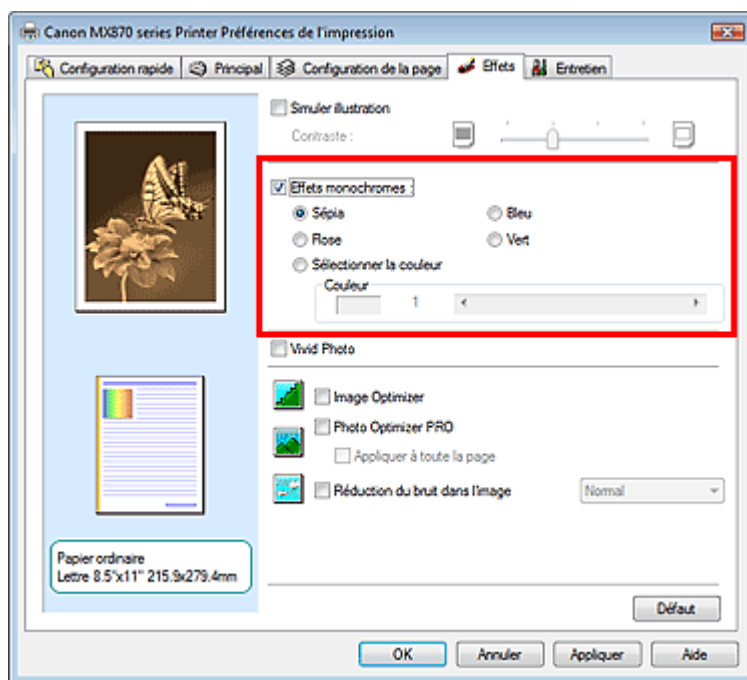 Canon MX870 series Printer Préférences de l'impression
Configuration rapide Principal Configuration de la page Effets Entretien
Simuler illustration
Contraste :
Effets monochromes :
Sépia Bleu
Rose Vert
Sélectionner la couleur
Couleur
1
Vivid Photo
Image Optimizer
Photo Optimizer PRO
Appliquer à toute la page
Réduction du bruit dans l'image Normal
Papier ordinaire
Lettre 8.5"x11" 215.9x279.4mm
Défaut
OK Annuler Appliquer Aide